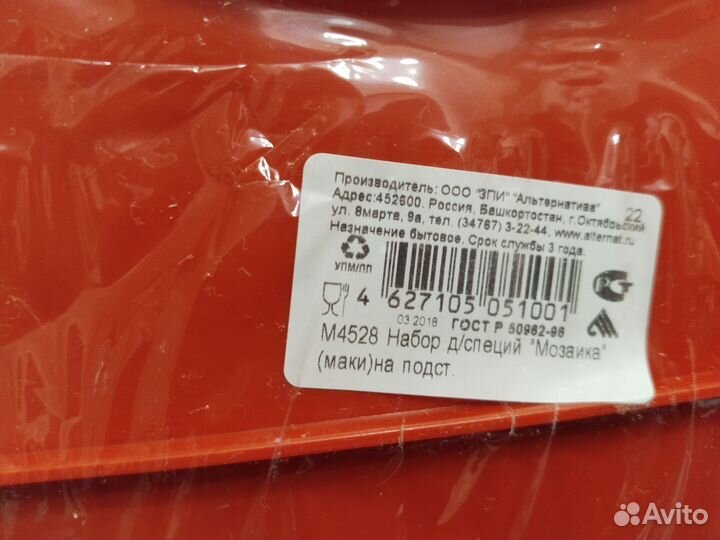 Производитель: ООО "ЗПИ" "Альтернатива"
22
Адрес:452600. Россия, Башкортостан, г.Октябрьский
ул. 8марта, 9а, тел. (34767) 3-22-44, www.alternat.ru
Назначение бытовое. Срок службы 3 года.
УПМ/ПП
4 627105 051001
03.2018 ГОСТ Р 50962-96
РСТ
М4528 Набор д/специй "Мозаика"
(маки)на подст.
Avito